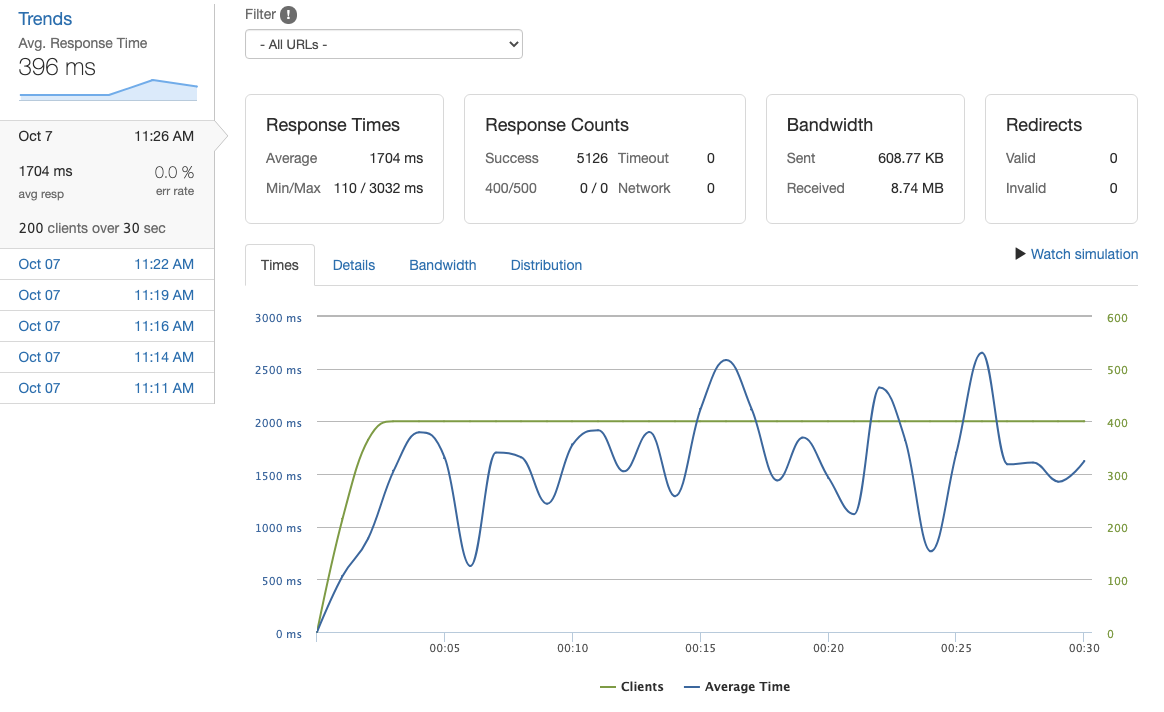 Trends
Avg. Response Time
396 ms
Oct 7 11:26 AM
1704 ms 0.0 %
avg resp err rate
200 clients over 30 sec
Oct 07 11:22 AM
Oct 07 11:19 AM
Oct 07 11:16 AM
Oct 07 11:14 AM
Oct 07 11:11 AM
Filter !
- All URLs -
Response Times
Average 1704 ms
Min/Max 110 / 3032 ms
Response Counts
Success 5126 Timeout 0
400/500 0 / 0 Network 0
Bandwidth
Sent 608.77 KB
Received 8.74 MB
Redirects
Valid 0
Invalid 0
Times Details Bandwidth Distribution
Watch simulation
3000 ms 600
2500 ms 500
2000 ms 400
1500 ms 300
1000 ms 200
500 ms 100
0 ms 0
00:05 00:10 00:15 00:20 00:25 00:30
Clients Average Time